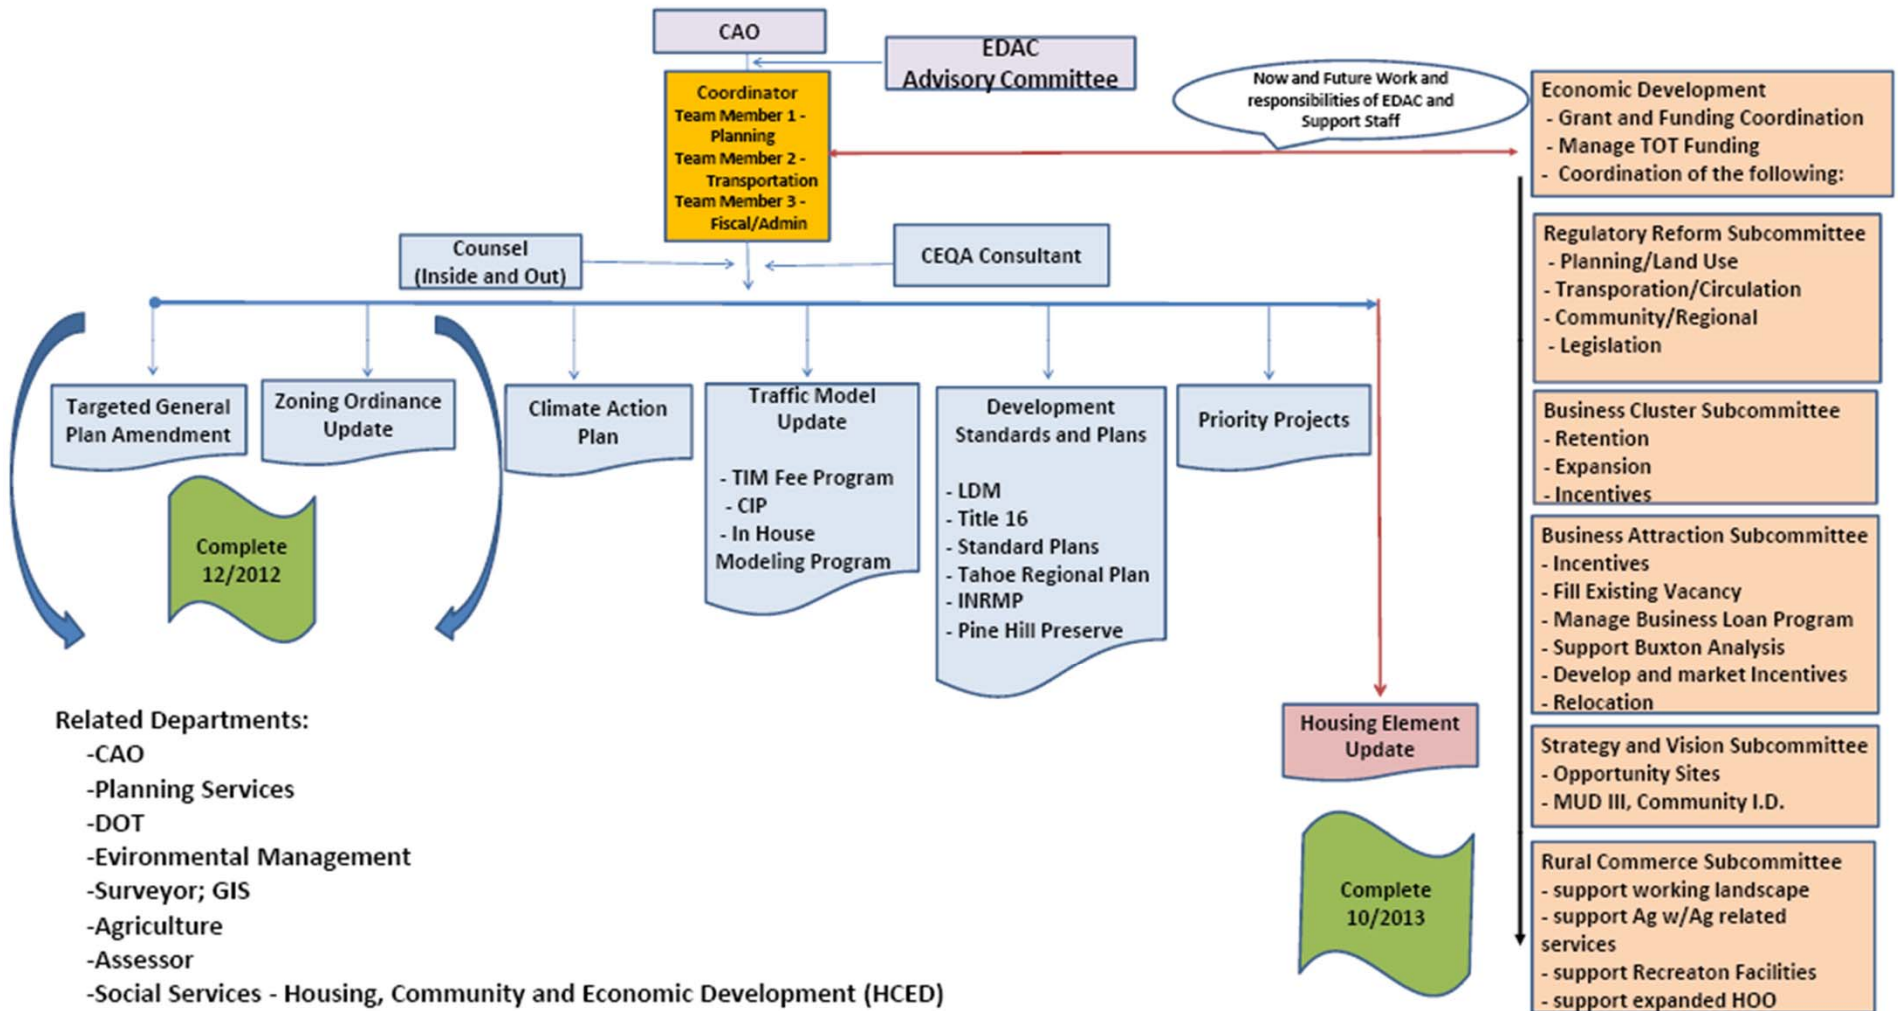 CAO
EDAC
Advisory Committee
Coordinator
Team Member 1 -
Planning
Team Member 2 -
Transportation
Team Member 3 -
Fiscal/Admin
Now and Future Work and
responsibilities of EDAC and
Support Staff
Counsel
(Inside and Out)
CEQA Consultant
Targeted General
Plan Amendment
Zoning Ordinance
Update
Climate Action
Plan
Traffic Model
Update
- TIM Fee Program
- CIP
- In House
Modeling Program
Development
Standards and Plans
- LDM
- Title 16
- Standard Plans
- Tahoe Regional Plan
- INRMP
- Pine Hill Preserve
Priority Projects
Complete
12/2012
Housing Element
Update
Complete
10/2013
Related Departments:
-CAO
-Planning Services
-DOT
-Evironmental Management
-Surveyor; GIS
-Agriculture
-Assessor
-Social Services - Housing, Community and Economic Development (HCED)
Economic Development
- Grant and Funding Coordination
- Manage TOT Funding
- Coordination of the following:
Regulatory Reform Subcommittee
- Planning/Land Use
- Transporation/Circulation
- Community/Regional
- Legislation
Business Cluster Subcommittee
- Retention
- Expansion
- Incentives
Business Attraction Subcommittee
- Incentives
- Fill Existing Vacancy
- Manage Business Loan Program
- Support Buxton Analysis
- Develop and market Incentives
- Relocation
Strategy and Vision Subcommittee
- Opportunity Sites
- MUD III, Community I.D.
Rural Commerce Subcommittee
- support working landscape
- support Ag w/Ag related
services
- support Recreaton Facilities
- support expanded HOO